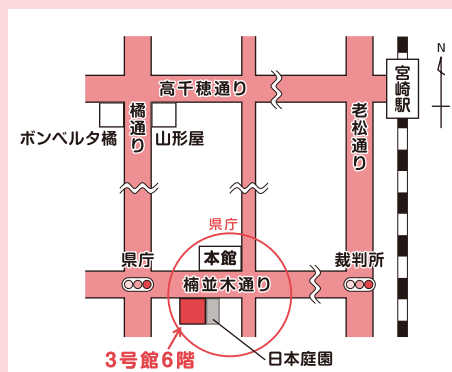 N
宮崎駅
高千穂通り
橘通り
老松通り
ボンベルタ橘
山形屋
県庁
本館
県庁
裁判所
楠並木通り
3号館6階
日本庭園